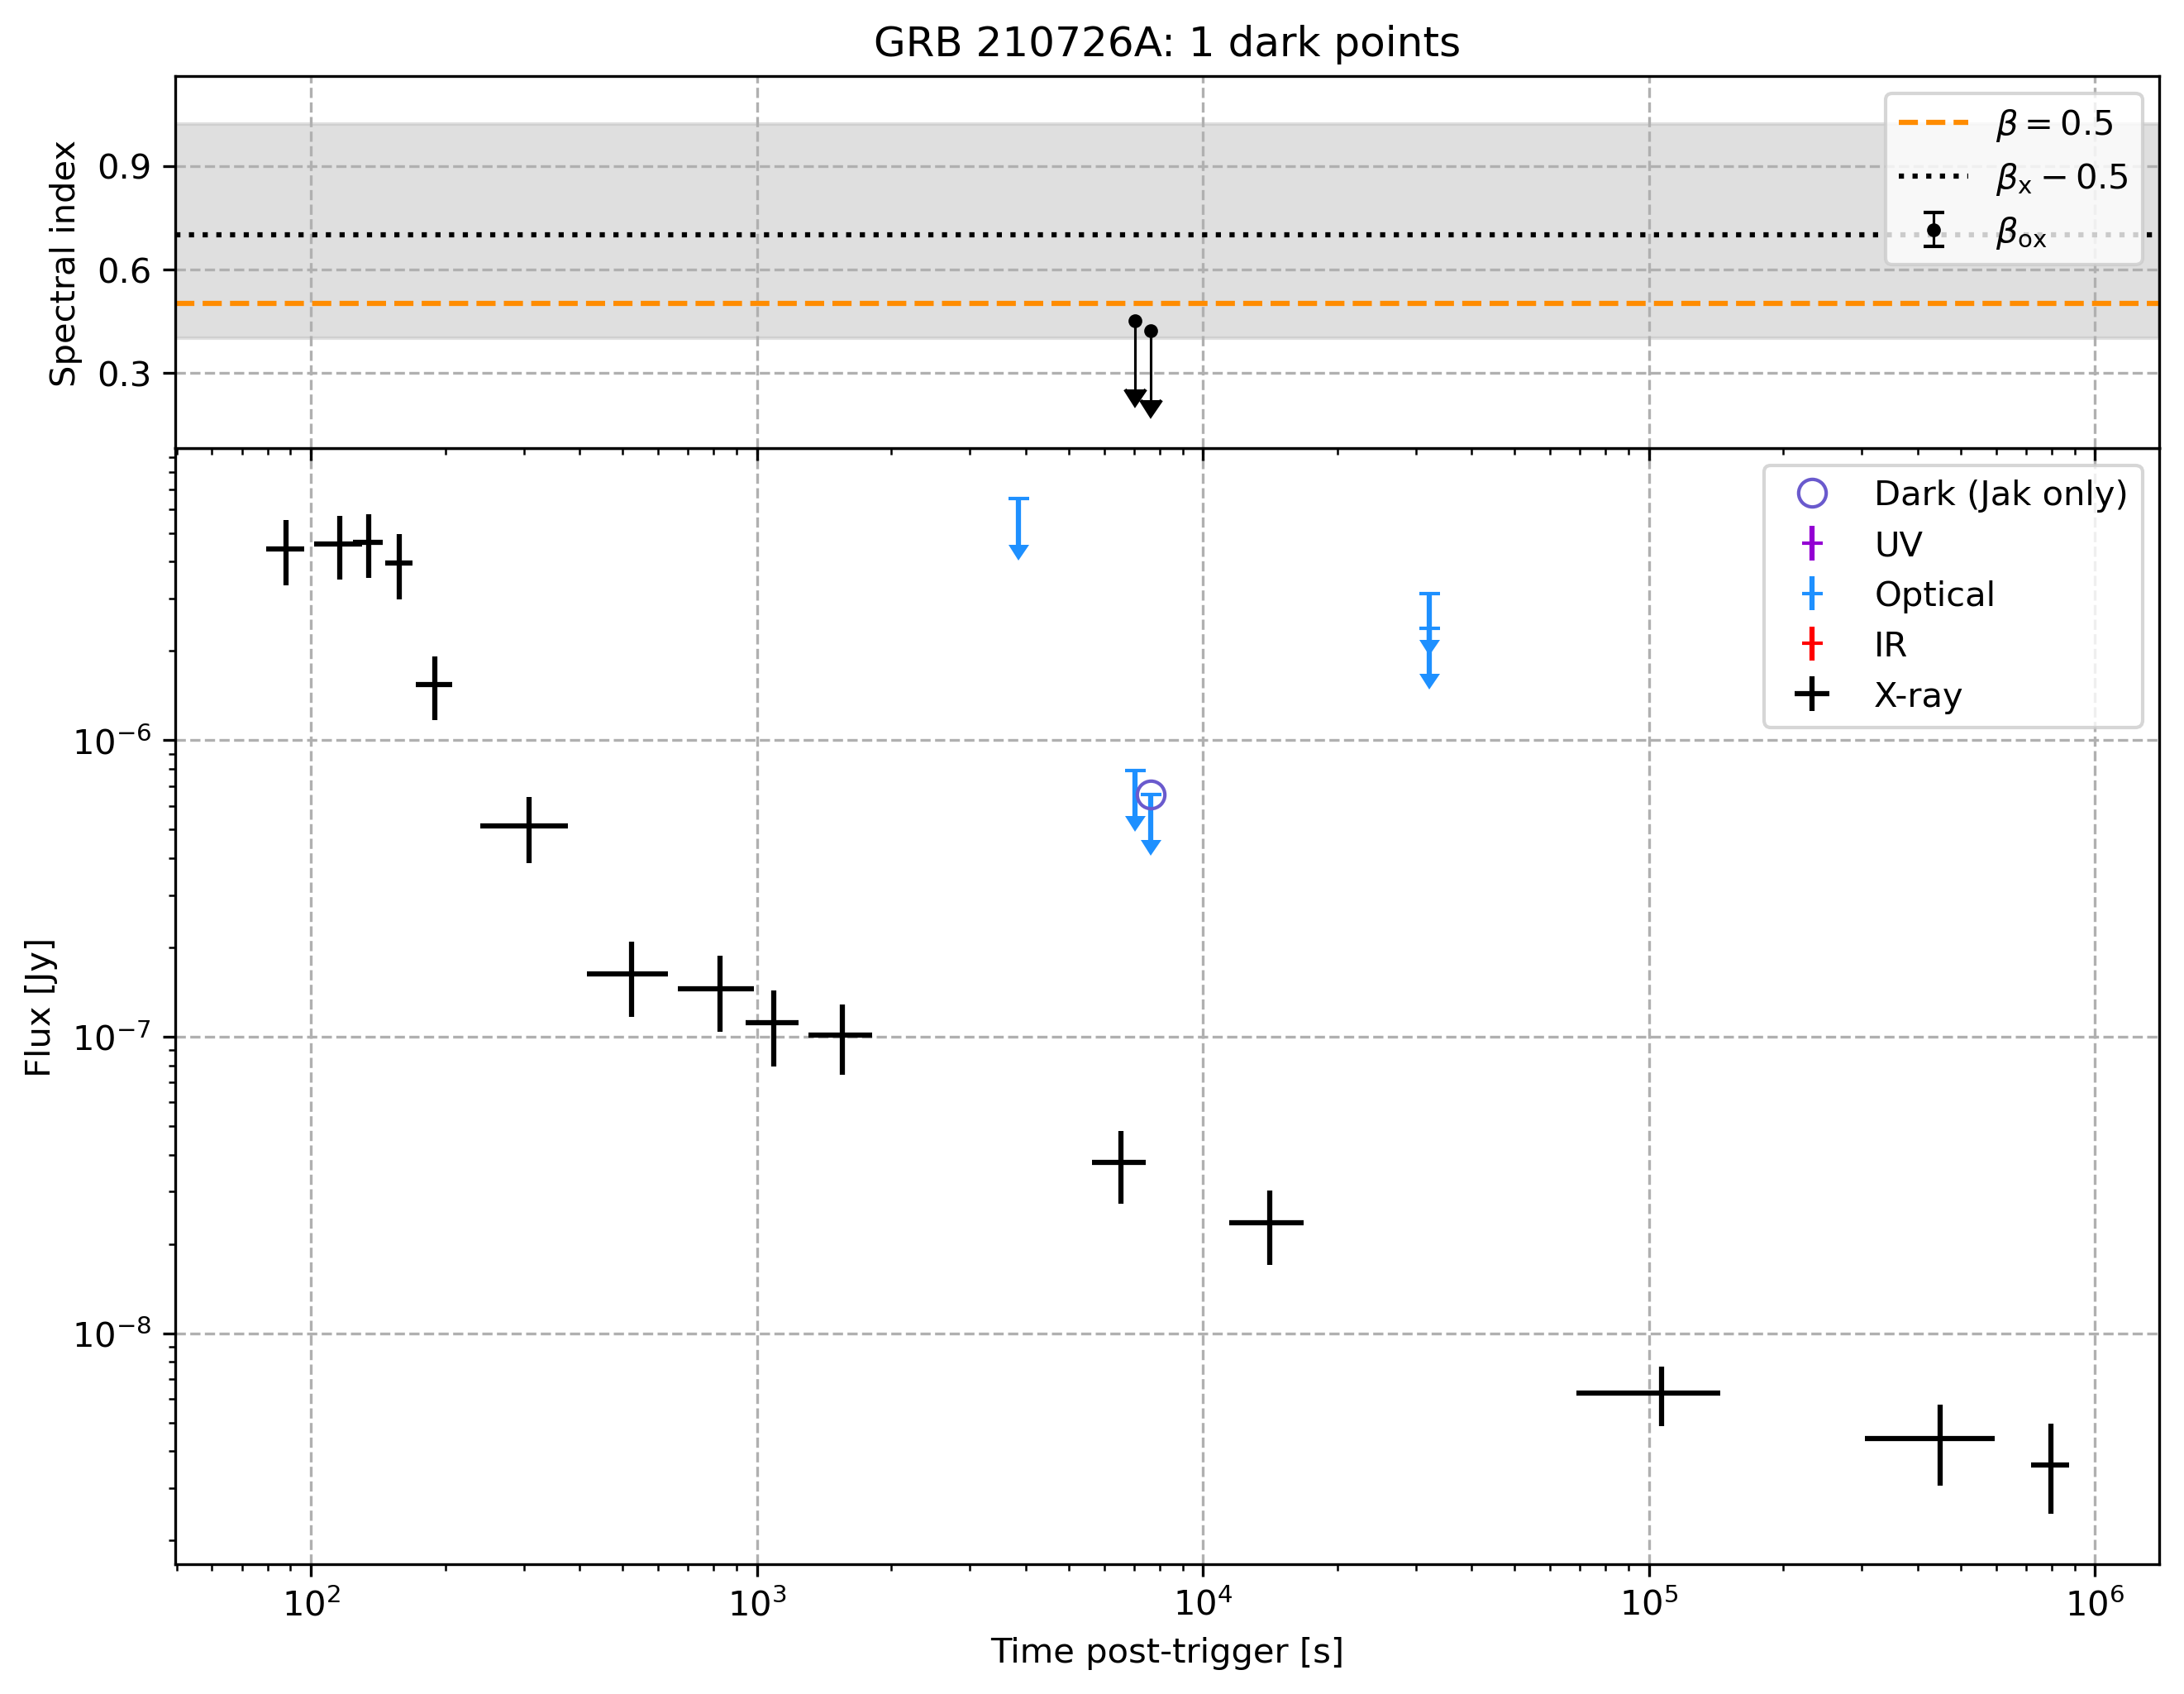 GRB 210726A: 1 dark points
Spectral index
0.9
0.6
0.3
β = 0.5
βₓ − 0.5
βₒₓ
Flux [Jy]
10⁻⁶
10⁻⁷
10⁻⁸
Dark (Jak only)
UV
Optical
IR
X-ray
10² 10³ 10⁴ 10⁵ 10⁶
Time post-trigger [s]